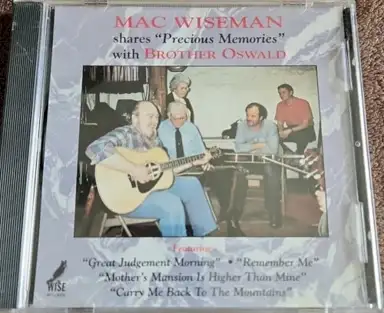 MAC WISEMAN
shares "Precious Memories"
with BROTHER OSWALD
Featuring
"Great Judgement Morning" • "Remember Me"
"Mother's Mansion Is Higher Than Mine"
"Carry Me Back To The Mountains"
WISE